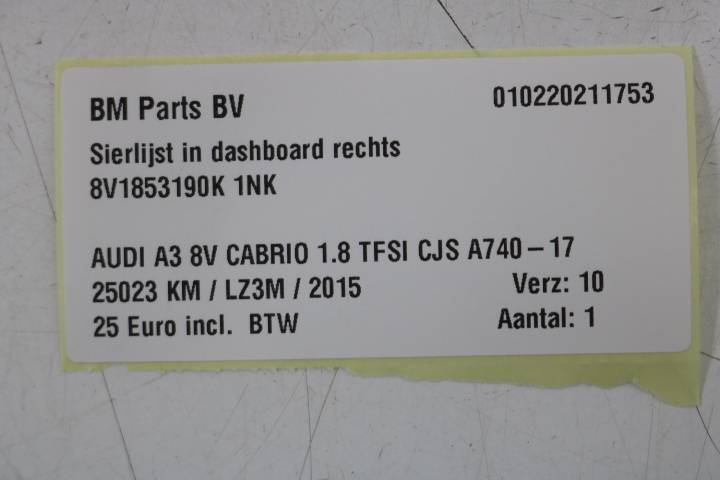 BM Parts BV 010220211753
Sierlijst in dashboard rechts
8V1853190K 1NK
AUDI A3 8V CABRIO 1.8 TFSI CJS A740-17
25023 KM / LZ3M / 2015 Verz: 10
25 Euro incl. BTW Aantal: 1